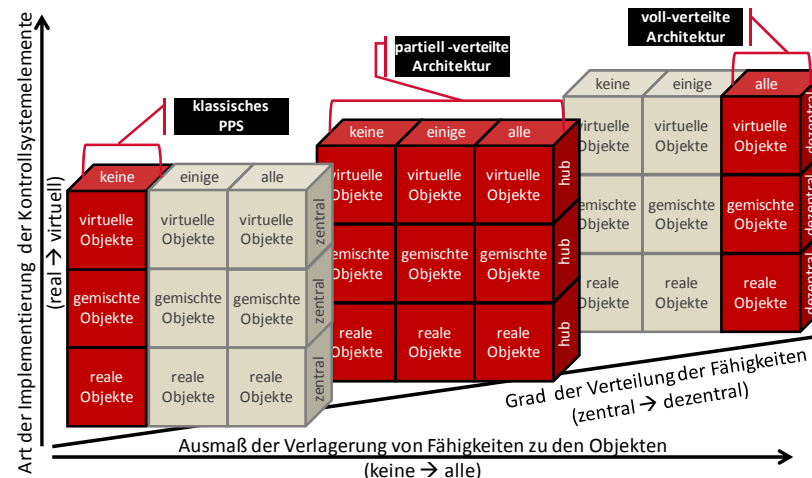 voll-verteilte
Architektur
partiell -verteilte
Architektur
klassisches
PPS
keine
einige
alle
virtuelle
Objekte
virtuelle
Objekte
virtuelle
Objekte
dezentral
gemischte
Objekte
gemischte
Objekte
gemischte
Objekte
dezentral
reale
Objekte
reale
Objekte
reale
Objekte
dezentral
keine
einige
alle
virtuelle
Objekte
virtuelle
Objekte
virtuelle
Objekte
hub
gemischte
Objekte
gemischte
Objekte
gemischte
Objekte
hub
reale
Objekte
reale
Objekte
reale
Objekte
hub
keine
einige
alle
virtuelle
Objekte
virtuelle
Objekte
virtuelle
Objekte
zentral
gemischte
Objekte
gemischte
Objekte
gemischte
Objekte
zentral
reale
Objekte
reale
Objekte
reale
Objekte
zentral
Art der Implementierung der Kontrollsystemelemente
(real → virtuell)
Grad der Verteilung der Fähigkeiten
(zentral → dezentral)
Ausmaß der Verlagerung von Fähigkeiten zu den Objekten
(keine → alle)